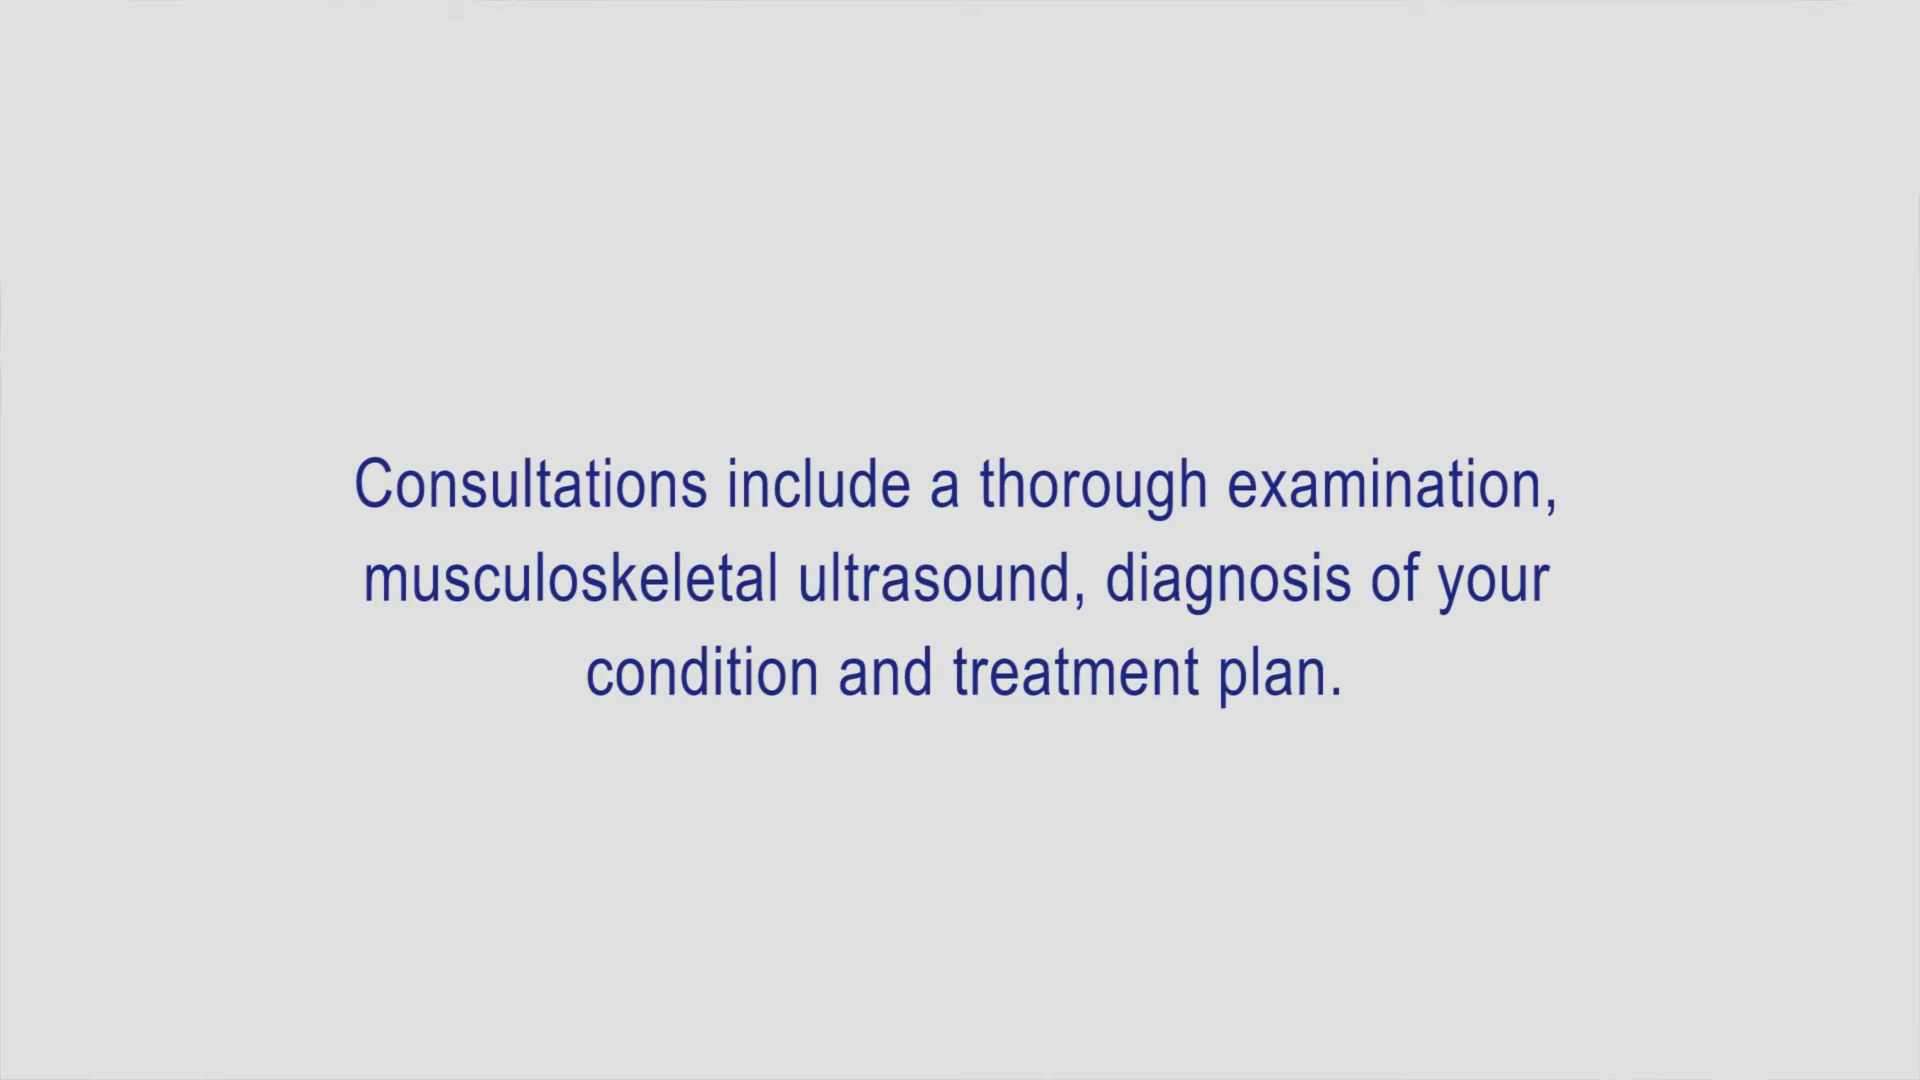 Consultations include a thorough examination,
musculoskeletal ultrasound, diagnosis of your
condition and treatment plan.